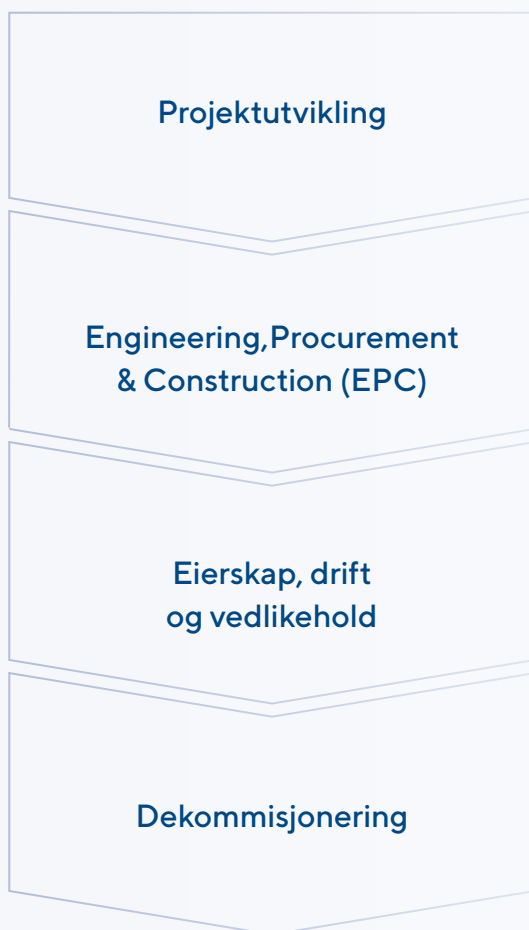 Projektutvikling
Engineering,Procurement
& Construction (EPC)
Eierskap, drift
og vedlikehold
Dekommisjonering